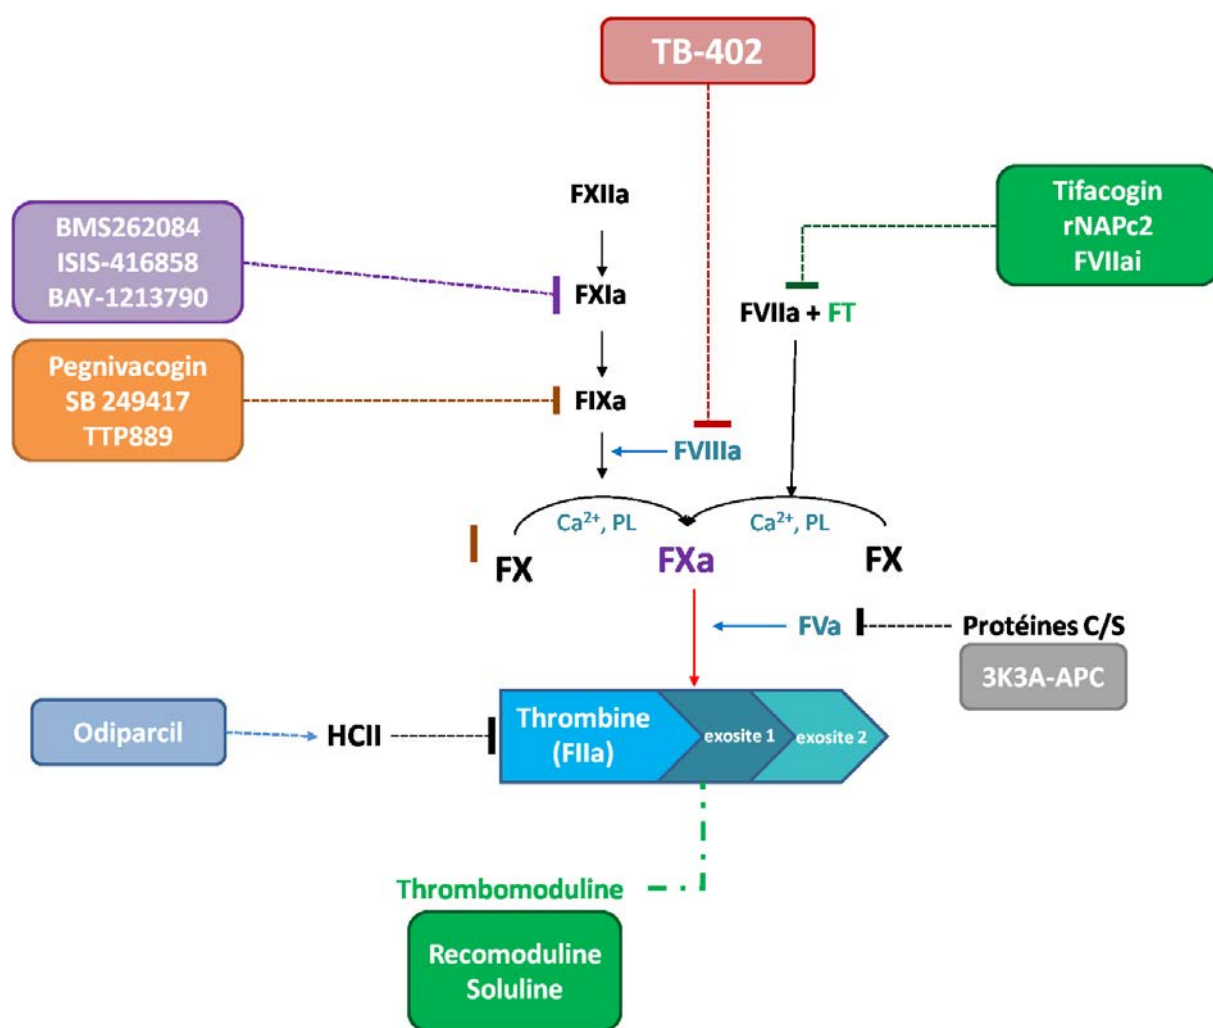 TB-402
FXIIa
BMS262084
ISIS-416858
BAY-1213790
FXIa
Tifacogin
rNAPc2
FVIIai
FVIIa + FT
Pegnivacogin
SB 249417
TTP889
FIXa
FVIIIa
Ca²⁺, PL
Ca²⁺, PL
FX
FXa
FX
FVa
Protéines C/S
3K3A-APC
Odiparcil
HCII
Thrombine
(FIIa)
exosite 1
exosite 2
Thrombomoduline
Recomoduline
Soluline